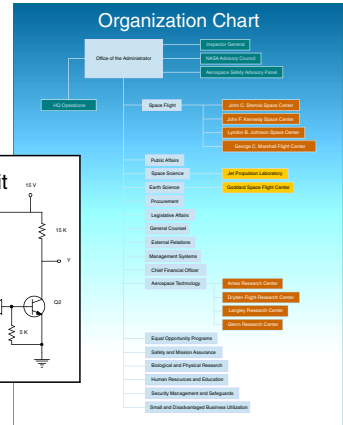 Organization Chart
Inspector General
Office of the Administrator
NASA Advisory Council
Aerospace Safety Advisory Panel
HQ Operations
Space Flight
John C. Stennis Space Center
John F. Kennedy Space Center
Lyndon B. Johnson Space Center
George C. Marshall Flight Center
Public Affairs
Space Science
Jet Propulsion Laboratory
Earth Science
Goddard Space Flight Center
Procurement
Legislative Affairs
General Counsel
External Relations
Management Systems
Chief Financial Officer
Aerospace Technology
Ames Research Center
Dryden Flight Research Center
Langley Research Center
Glenn Research Center
Equal Opportunity Programs
Safety and Mission Assurance
Biological and Physical Research
Human Resources and Education
Security Management and Safeguards
Small and Disadvantaged Business Utilization
it
15 V
15 K
Y
Q2
5 K